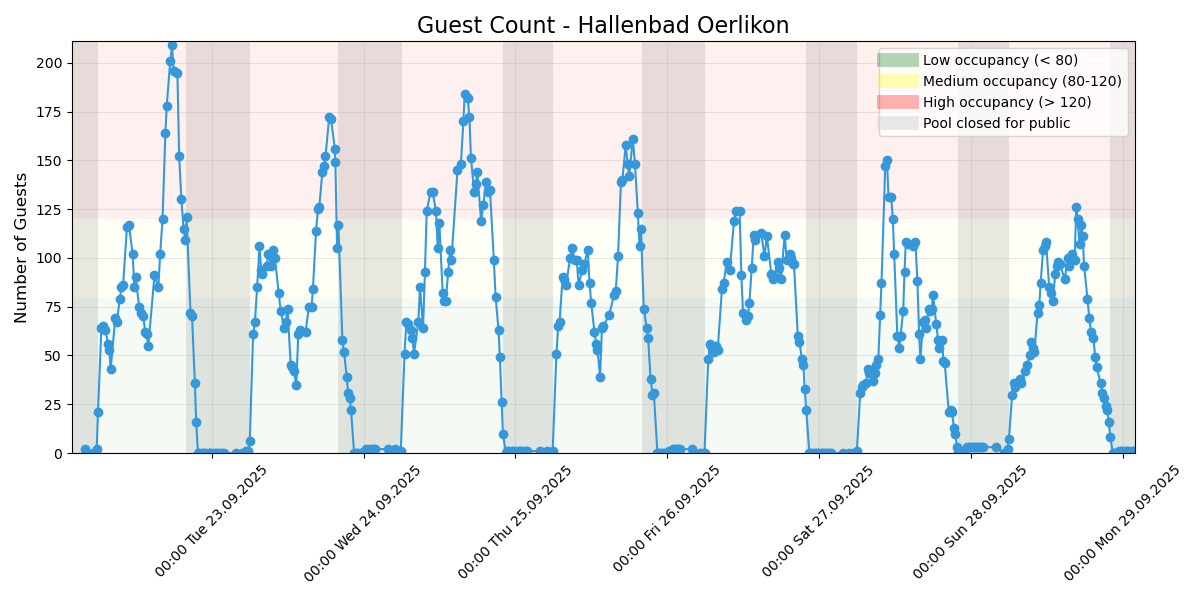 Guest Count - Hallenbad Oerlikon
Number of Guests
200
175
150
125
100
75
50
25
0
Low occupancy (< 80)
Medium occupancy (80-120)
High occupancy (> 120)
Pool closed for public
00:00 Tue 23.09.2025
00:00 Wed 24.09.2025
00:00 Thu 25.09.2025
00:00 Fri 26.09.2025
00:00 Sat 27.09.2025
00:00 Sun 28.09.2025
00:00 Mon 29.09.2025